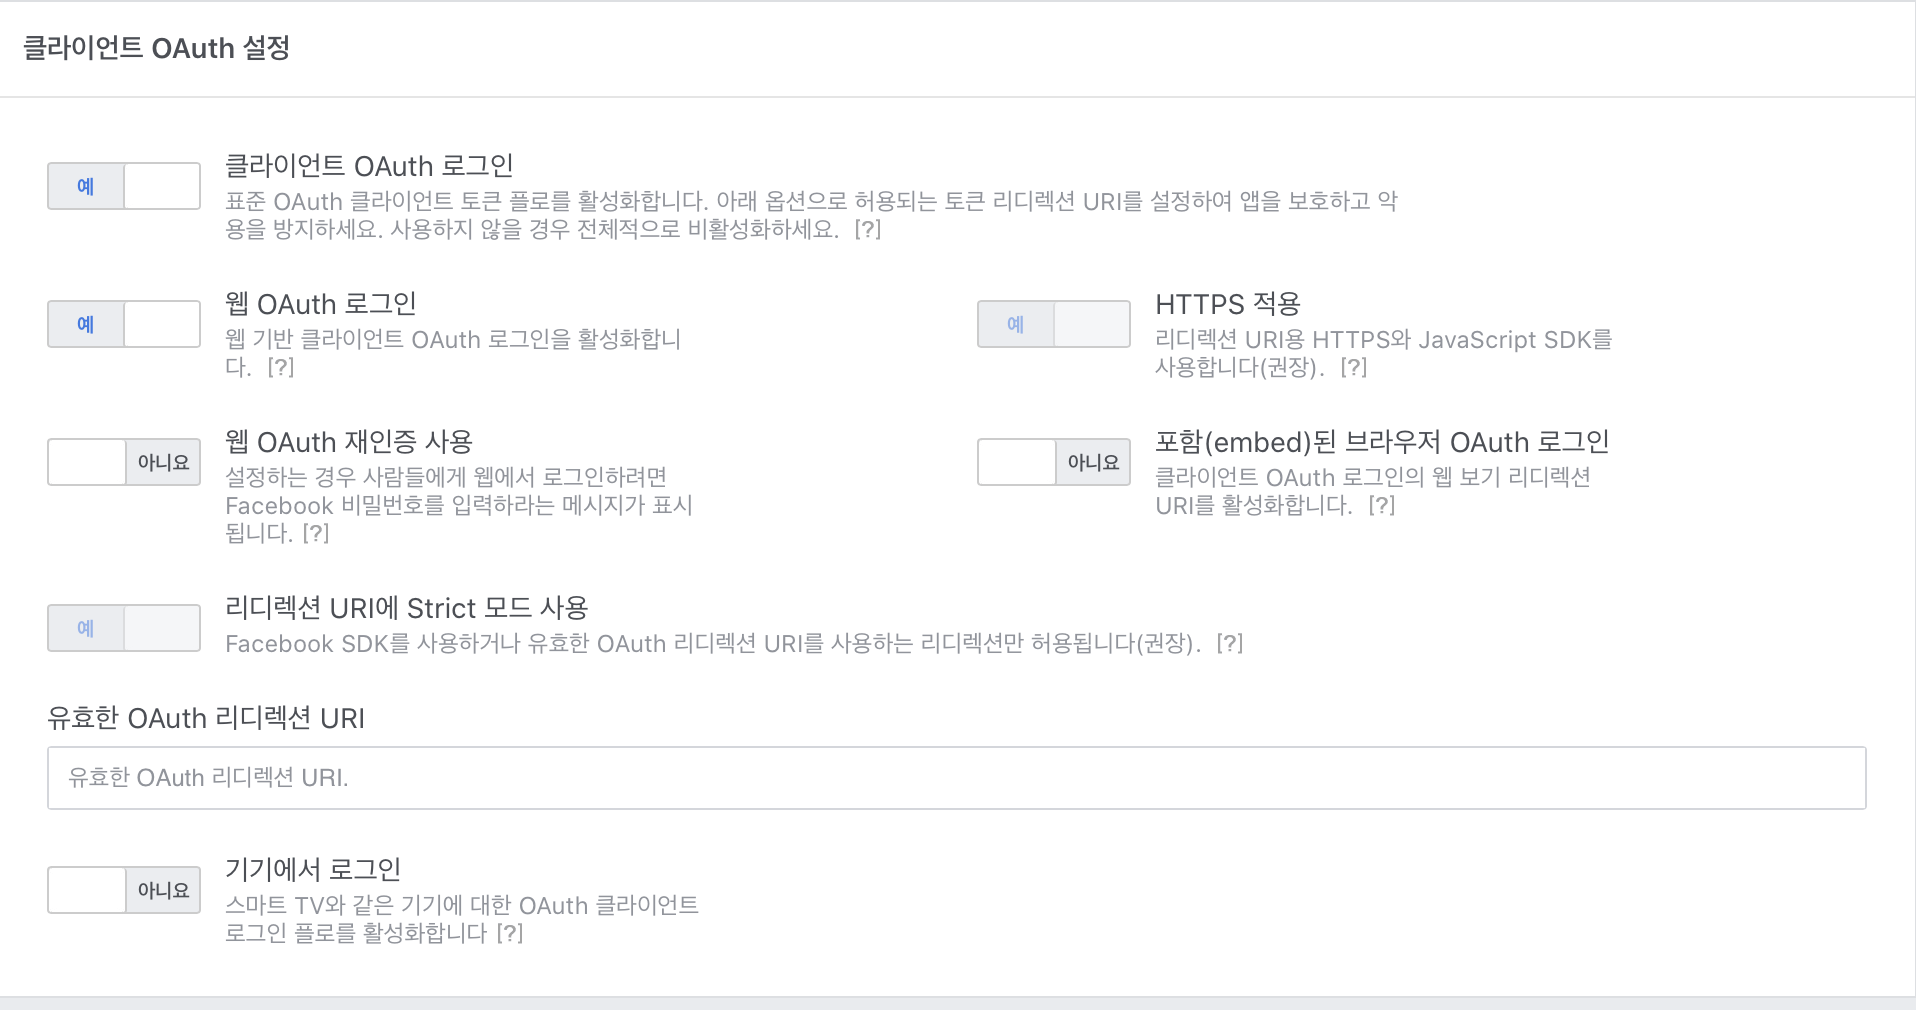 클라이언트 OAuth 설정
예
클라이언트 OAuth 로그인
표준 OAuth 클라이언트 토큰 플로를 활성화합니다. 아래 옵션으로 허용되는 토큰 리디렉션 URI를 설정하여 앱을 보호하고 악
용을 방지하세요. 사용하지 않을 경우 전체적으로 비활성화하세요. [?]
예
웹 OAuth 로그인
웹 기반 클라이언트 OAuth 로그인을 활성화합니
다. [?]
예
HTTPS 적용
리디렉션 URI용 HTTPS와 JavaScript SDK를
사용합니다(권장). [?]
아니요
웹 OAuth 재인증 사용
설정하는 경우 사람들에게 웹에서 로그인하려면
Facebook 비밀번호를 입력하라는 메시지가 표시
됩니다. [?]
아니요
포함(embed)된 브라우저 OAuth 로그인
클라이언트 OAuth 로그인의 웹 보기 리디렉션
URI를 활성화합니다. [?]
예
리디렉션 URI에 Strict 모드 사용
Facebook SDK를 사용하거나 유효한 OAuth 리디렉션 URI를 사용하는 리디렉션만 허용됩니다(권장). [?]
유효한 OAuth 리디렉션 URI
유효한 OAuth 리디렉션 URI.
아니요
기기에서 로그인
스마트 TV와 같은 기기에 대한 OAuth 클라이언트
로그인 플로를 활성화합니다 [?]